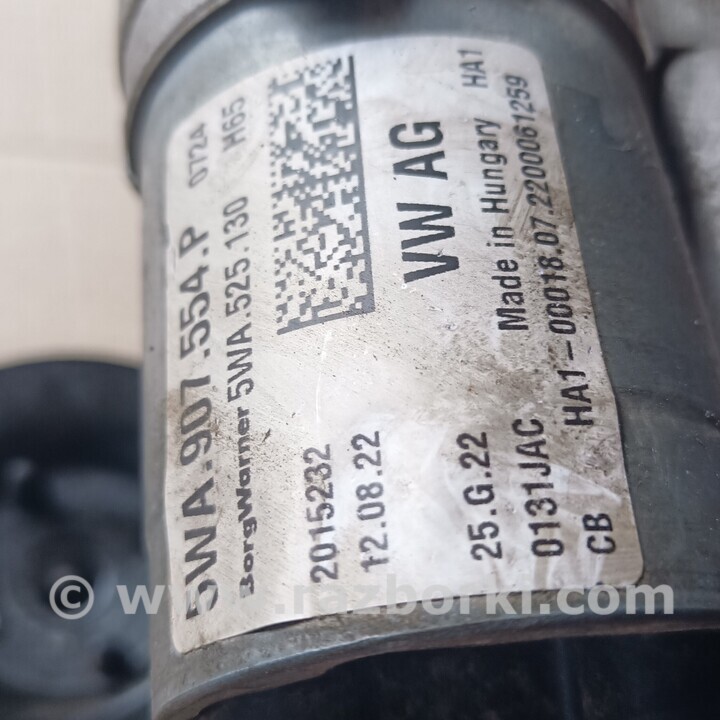 5WA.907.554.P 0724
BorgWarner 5WA.525.130 H65
2015232
12.08.22
VW AG
25.G.22
0131JAC Made in Hungary HA1
CB HA1-00018.07.2200061259
© www.razborki.com